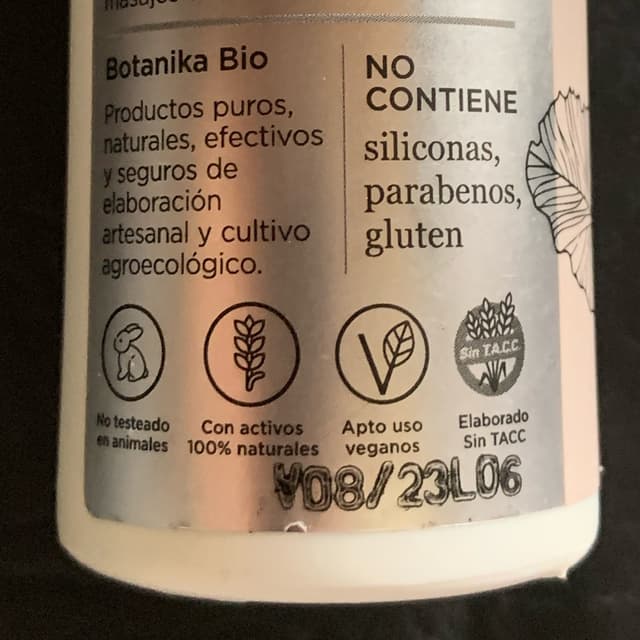 masajes
Botanika Bio
Productos puros,
naturales, efectivos
y seguros de
elaboración
artesanal y cultivo
agroecológico.
NO
CONTIENE
siliconas,
parabenos,
gluten
Sin T.A.C.C.
No testeado
en animales
Con activos
100% naturales
Apto uso
veganos
Elaborado
Sin TACC
V08/23L06